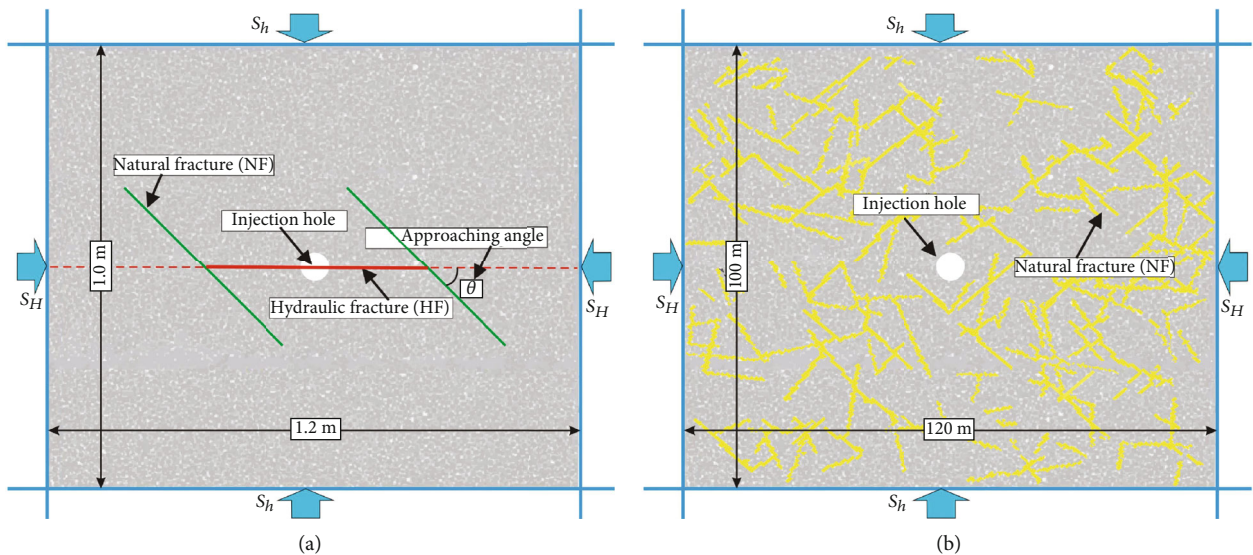 S_h
Natural fracture (NF)
Injection hole
Approaching angle
θ
Hydraulic fracture (HF)
1.0 m
S_H
S_H
1.2 m
S_h
(a)
S_h
Injection hole
Natural fracture (NF)
100 m
S_H
S_H
120 m
S_h
(b)